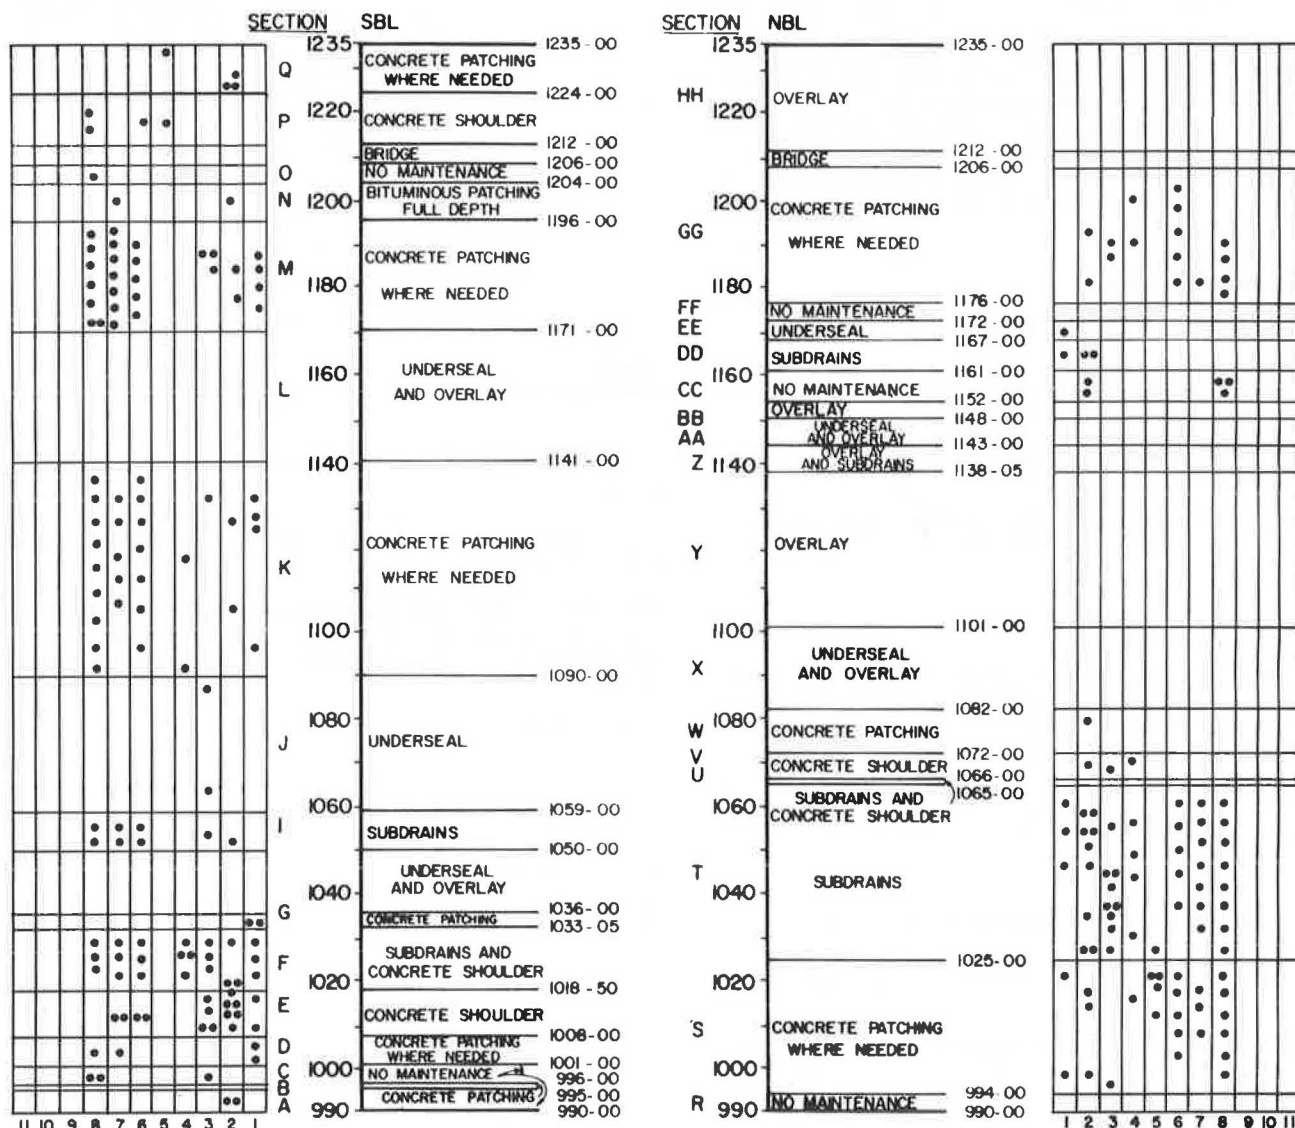 SECTION SBL
1235
1235-00
Q
CONCRETE PATCHING
WHERE NEEDED
1224-00
1220
P
CONCRETE SHOULDER
1212-00
BRIDGE
1206-00
O
NO MAINTENANCE
1204-00
N
1200
BITUMINOUS PATCHING
FULL DEPTH
1196-00
M
1180
CONCRETE PATCHING
WHERE NEEDED
1171-00
L
1160
UNDERSEAL
AND OVERLAY
1141-00
1140
K
CONCRETE PATCHING
WHERE NEEDED
1100
1090-00
1080
J
UNDERSEAL
1060
1059-00
I
SUBDRAINS
1050-00
UNDERSEAL
AND OVERLAY
1040
1036-00
G
CONCRETE PATCHING
1033-05
F
SUBDRAINS AND
CONCRETE SHOULDER
1020
1018-50
E
CONCRETE SHOULDER
1008-00
D
CONCRETE PATCHING
WHERE NEEDED
1001-00
C
1000
NO MAINTENANCE
996-00
B
995-00
A
CONCRETE PATCHING
990
990-00
11 10 9 8 7 6 5 4 3 2 1
SECTION NBL
1235
1235-00
HH
1220
OVERLAY
1212-00
BRIDGE
1206-00
1200
GG
CONCRETE PATCHING
WHERE NEEDED
1180
1176-00
FF
NO MAINTENANCE
1172-00
EE
UNDERSEAL
1167-00
DD
SUBDRAINS
1161-00
1160
CC
NO MAINTENANCE
1152-00
OVERLAY
BB
1148-00
UNDERSEAL
AND OVERLAY
AA
1143-00
Z
1140
OVERLAY
AND SUBDRAINS
1138-05
Y
OVERLAY
1100
1101-00
X
UNDERSEAL
AND OVERLAY
1082-00
1080
W
CONCRETE PATCHING
1072-00
V
CONCRETE SHOULDER
U
1066-00
1065-00
1060
SUBDRAINS AND
CONCRETE SHOULDER
T
1040
SUBDRAINS
1025-00
1020
S
CONCRETE PATCHING
WHERE NEEDED
1000
994-00
R
990
NO MAINTENANCE
990-00
1 2 3 4 5 6 7 8 9 10 11